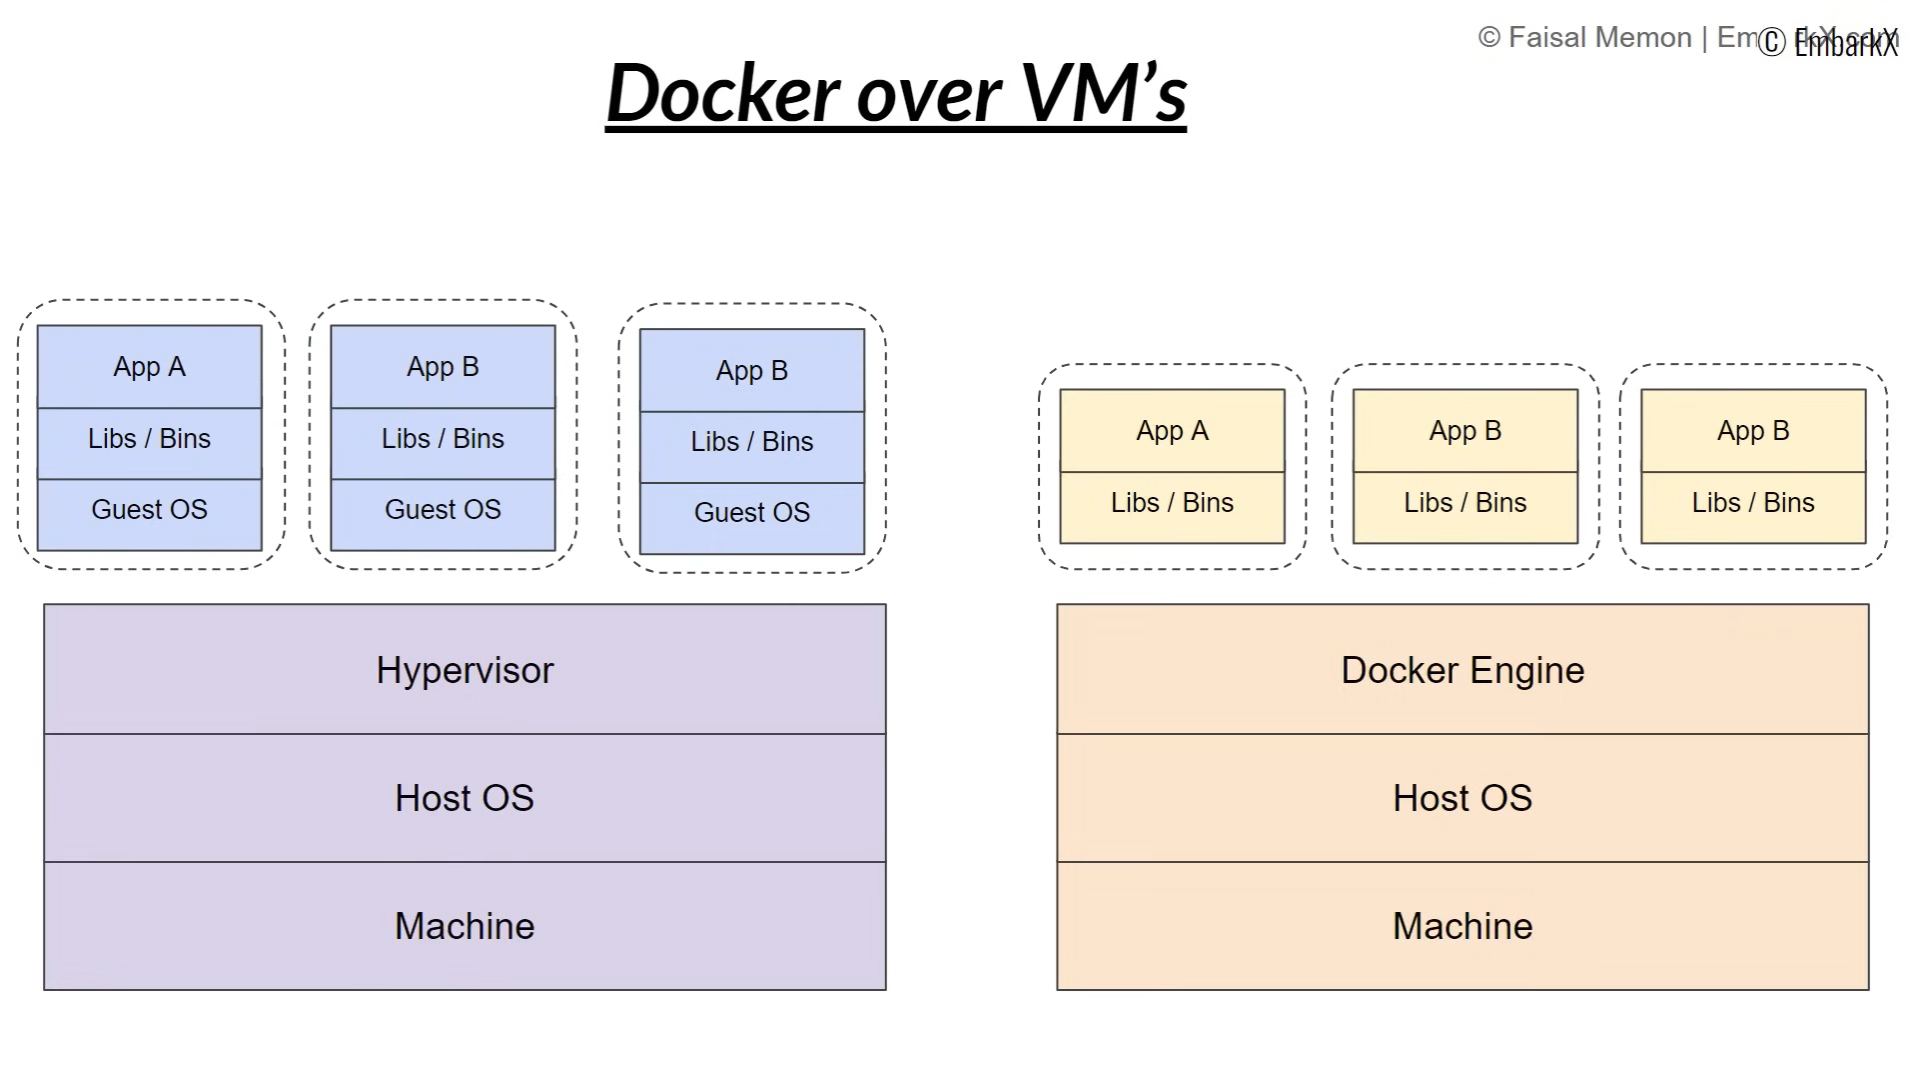 © Faisal Memon | Em
© EmbarkX
Docker over VM’s
App A
Libs / Bins
Guest OS
App B
Libs / Bins
Guest OS
App B
Libs / Bins
Guest OS
Hypervisor
Host OS
Machine
App A
Libs / Bins
App B
Libs / Bins
App B
Libs / Bins
Docker Engine
Host OS
Machine